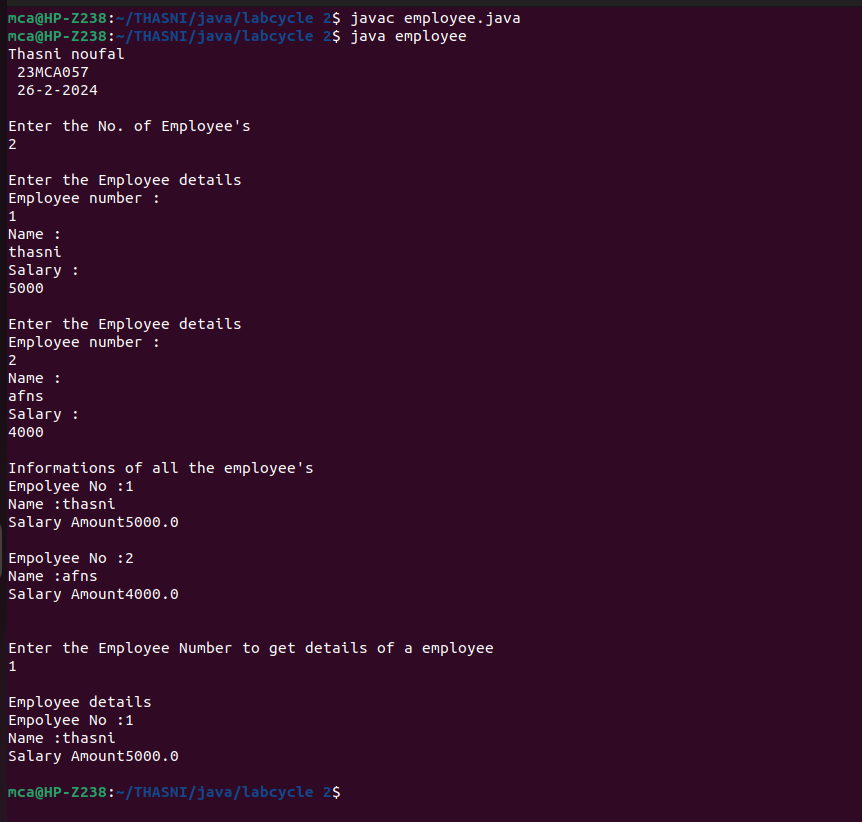 mca@HP-Z238:~/THASNI/java/labcycle 2$ javac employee.java
mca@HP-Z238:~/THASNI/java/labcycle 2$ java employee
Thasni noufal
 23MCA057
 26-2-2024

Enter the No. of Employee's
2

Enter the Employee details
Employee number :
1
Name :
thasni
Salary :
5000

Enter the Employee details
Employee number :
2
Name :
afns
Salary :
4000

Informations of all the employee's
Empolyee No :1
Name :thasni
Salary Amount5000.0

Empolyee No :2
Name :afns
Salary Amount4000.0


Enter the Employee Number to get details of a employee
1

Employee details
Empolyee No :1
Name :thasni
Salary Amount5000.0

mca@HP-Z238:~/THASNI/java/labcycle 2$